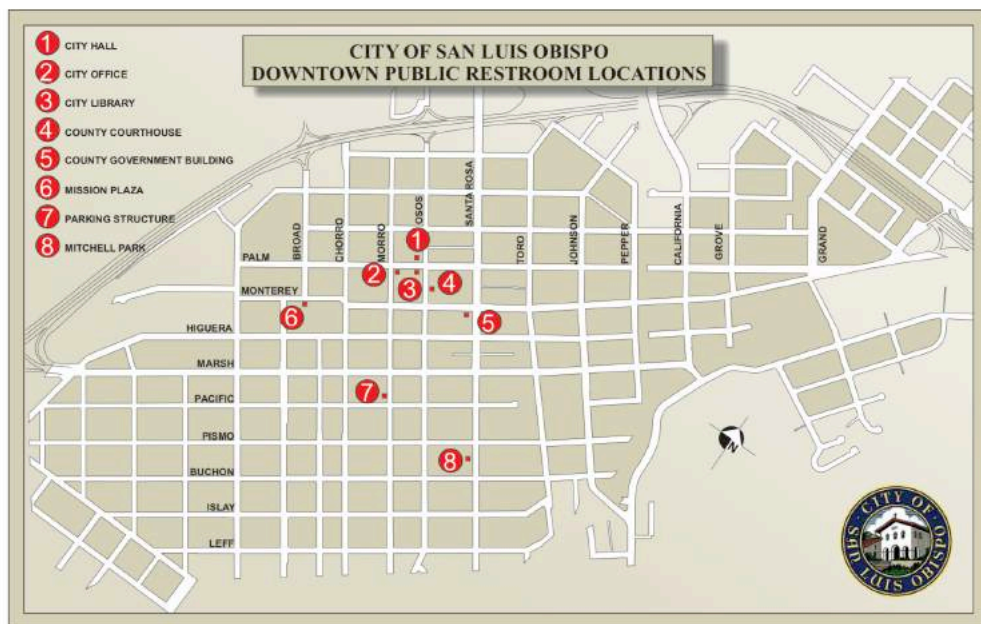 1 CITY HALL
2 CITY OFFICE
3 CITY LIBRARY
4 COUNTY COURTHOUSE
5 COUNTY GOVERNMENT BUILDING
6 MISSION PLAZA
7 PARKING STRUCTURE
8 MITCHELL PARK
CITY OF SAN LUIS OBISPO
DOWNTOWN PUBLIC RESTROOM LOCATIONS
BROAD
CHORRO
MORRO
OSOS
SANTA ROSA
TORO
JOHNSON
PEPPER
CALIFORNIA
GROVE
GRAND
PALM
MONTEREY
HIGUERA
MARSH
PACIFIC
PISMO
BUCHON
ISLAY
LEFF
1
2
3
4
5
6
7
8
N
CITY OF
SAN LUIS OBISPO